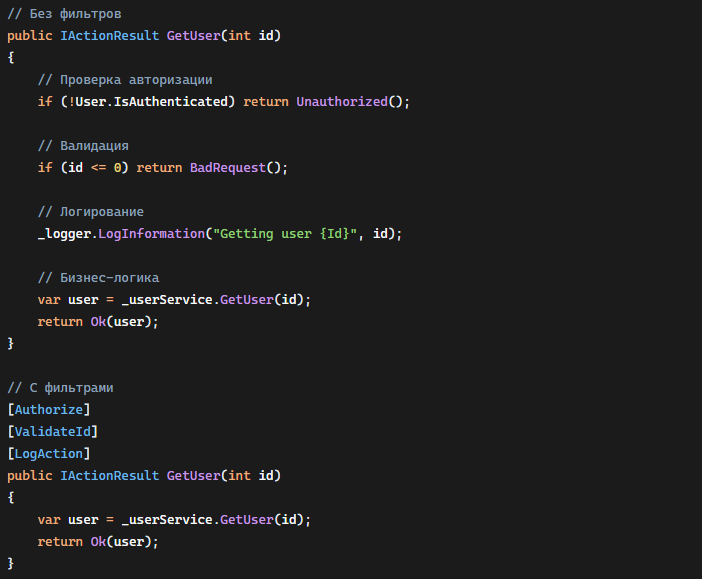 // Без фильтров
public IActionResult GetUser(int id)
{
    // Проверка авторизации
    if (!User.IsAuthenticated) return Unauthorized();
    // Валидация
    if (id <= 0) return BadRequest();
    // Логирование
    _logger.LogInformation("Getting user {Id}", id);
    // Бизнес-логика
    var user = _userService.GetUser(id);
    return Ok(user);
}
// С фильтрами
[Authorize]
[ValidateId]
[LogAction]
public IActionResult GetUser(int id)
{
    var user = _userService.GetUser(id);
    return Ok(user);
}